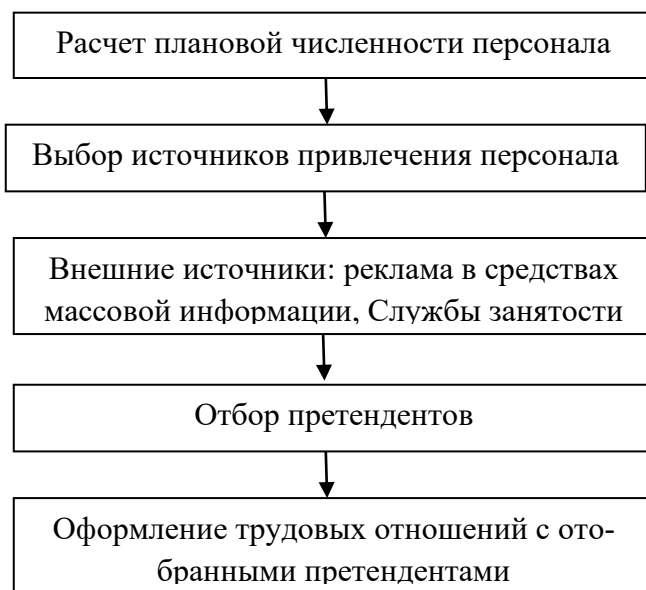 Расчет плановой численности персонала
Выбор источников привлечения персонала
Внешние источники: реклама в средствах
массовой информации, Службы занятости
Отбор претендентов
Оформление трудовых отношений с ото-
бранными претендентами